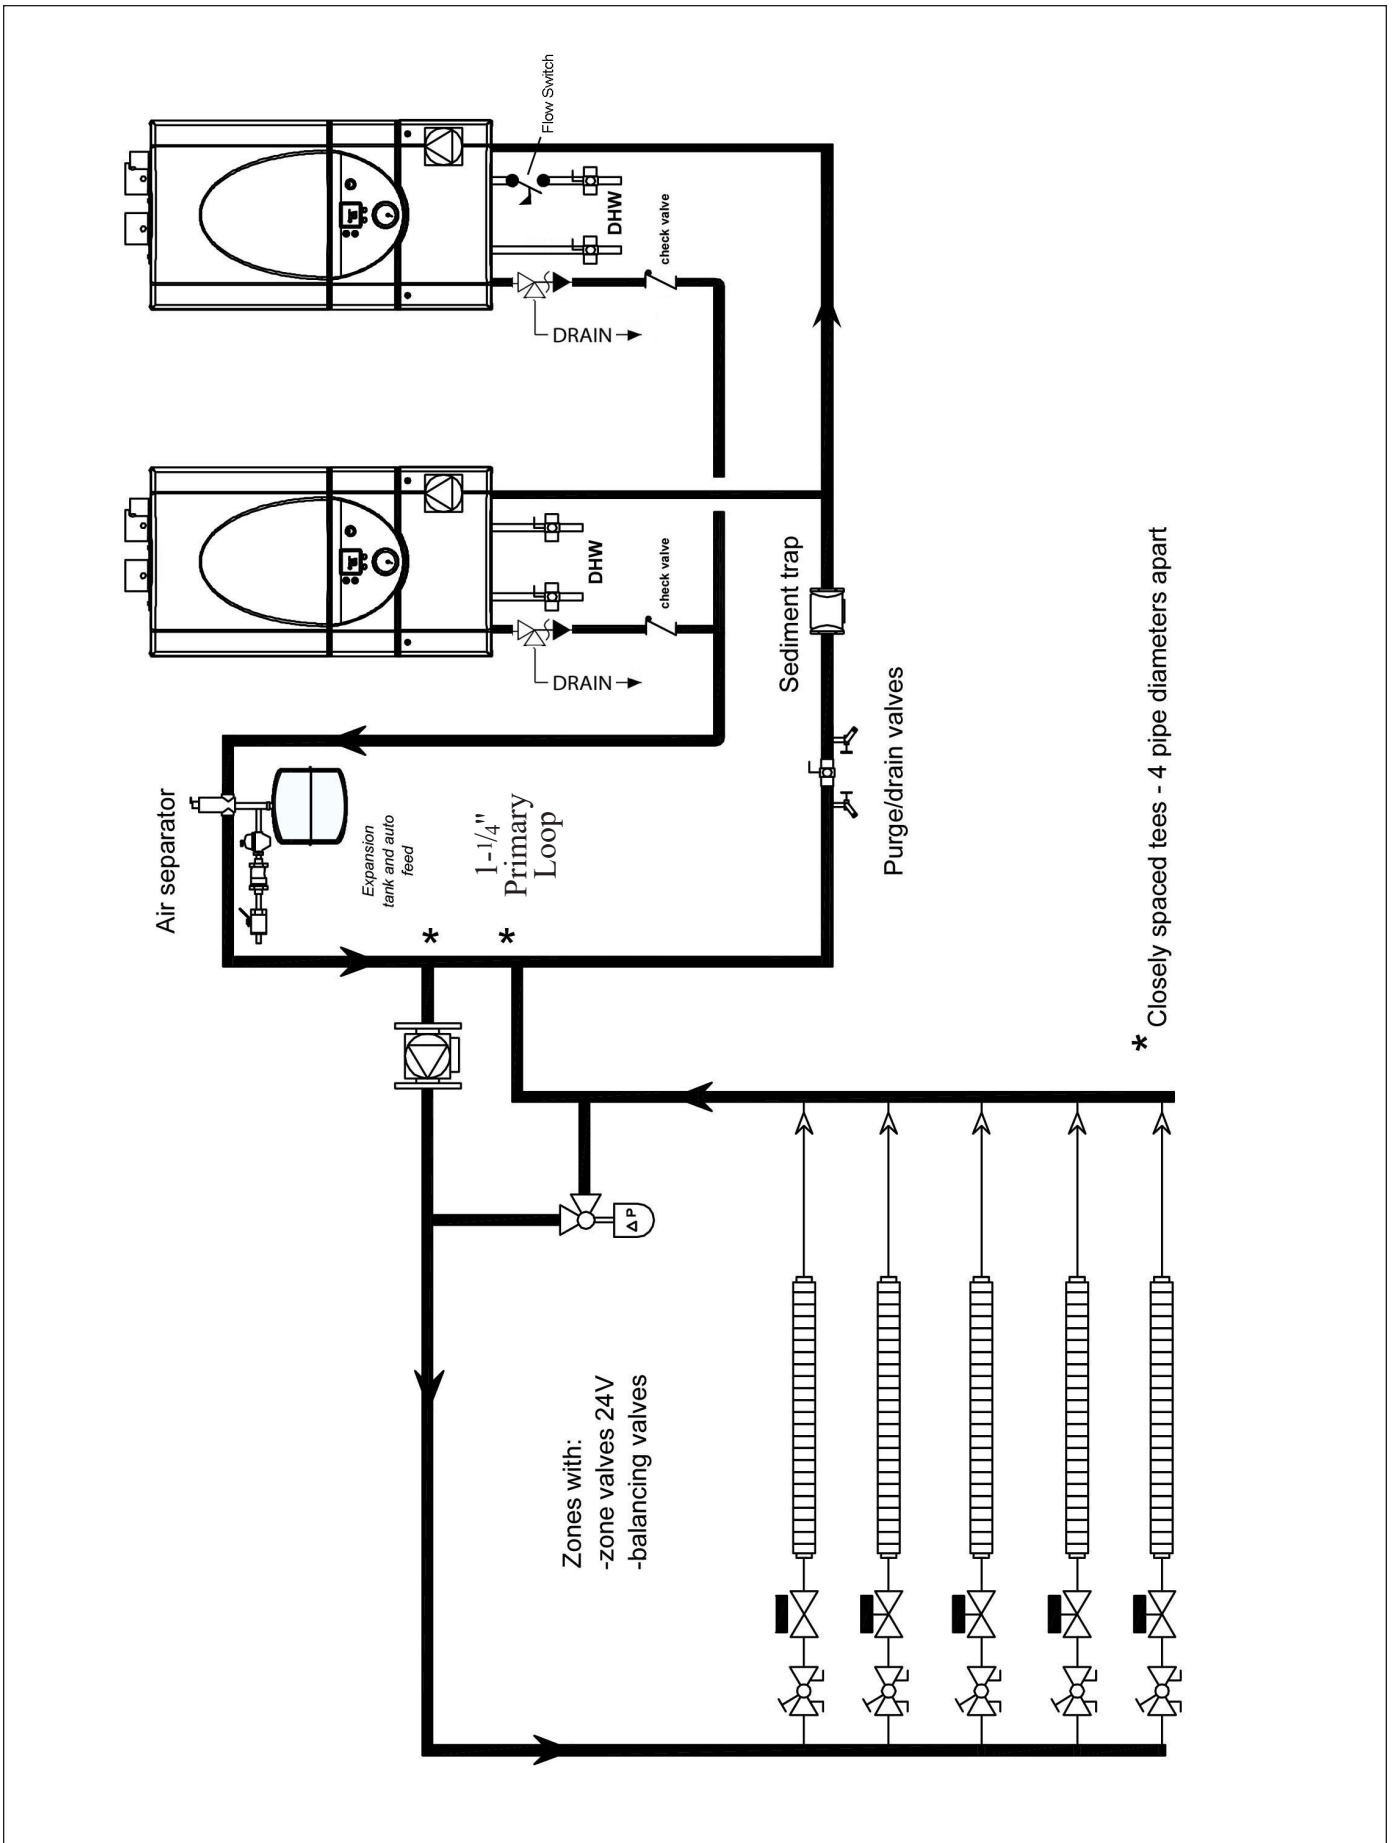 Flow Switch
DHW
check valve
DRAIN
DHW
check valve
DRAIN
Air separator
Expansion
tank and auto
feed
1-1/4"
Primary
Loop
*
*
Sediment trap
Purge/drain valves
* Closely spaced tees - 4 pipe diameters apart
ΔP
Zones with:
-zone valves 24V
-balancing valves